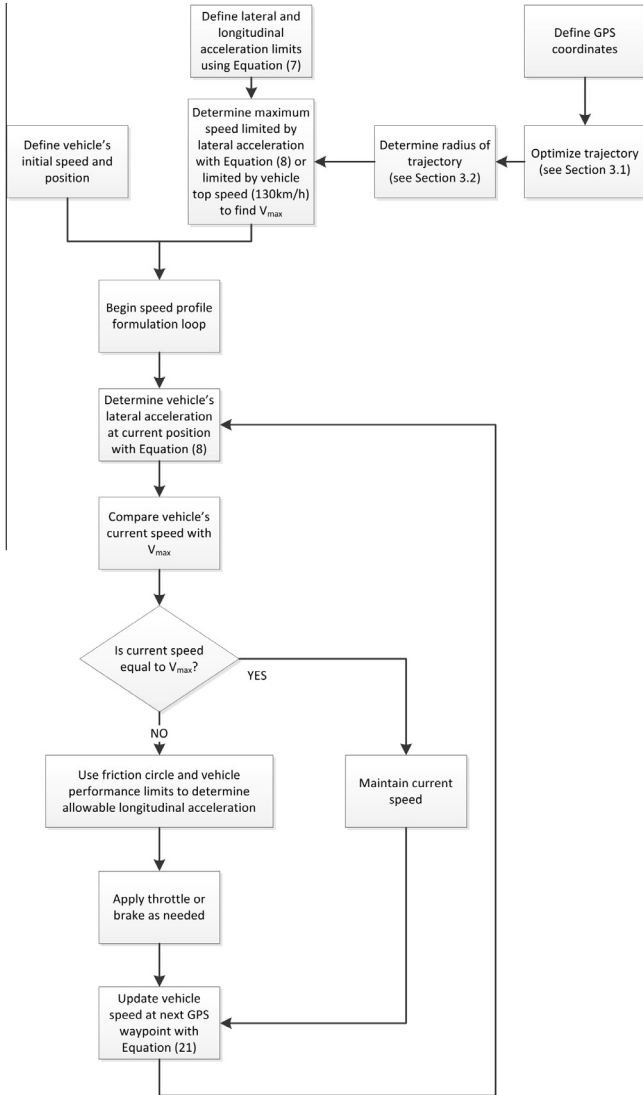 Define lateral and
longitudinal
acceleration limits
using Equation (7)
Define GPS
coordinates
Define vehicle's
initial speed and
position
Determine maximum
speed limited by
lateral acceleration
with Equation (8) or
limited by vehicle
top speed (130km/h)
to find Vmax
Determine radius of
trajectory
(see Section 3.2)
Optimize trajectory
(see Section 3.1)
Begin speed profile
formulation loop
Determine vehicle's
lateral acceleration
at current position
with Equation (8)
Compare vehicle's
current speed with
Vmax
Is current speed
equal to Vmax?
YES
NO
Use friction circle and vehicle
performance limits to determine
allowable longitudinal acceleration
Maintain current
speed
Apply throttle or
brake as needed
Update vehicle
speed at next GPS
waypoint with
Equation (21)